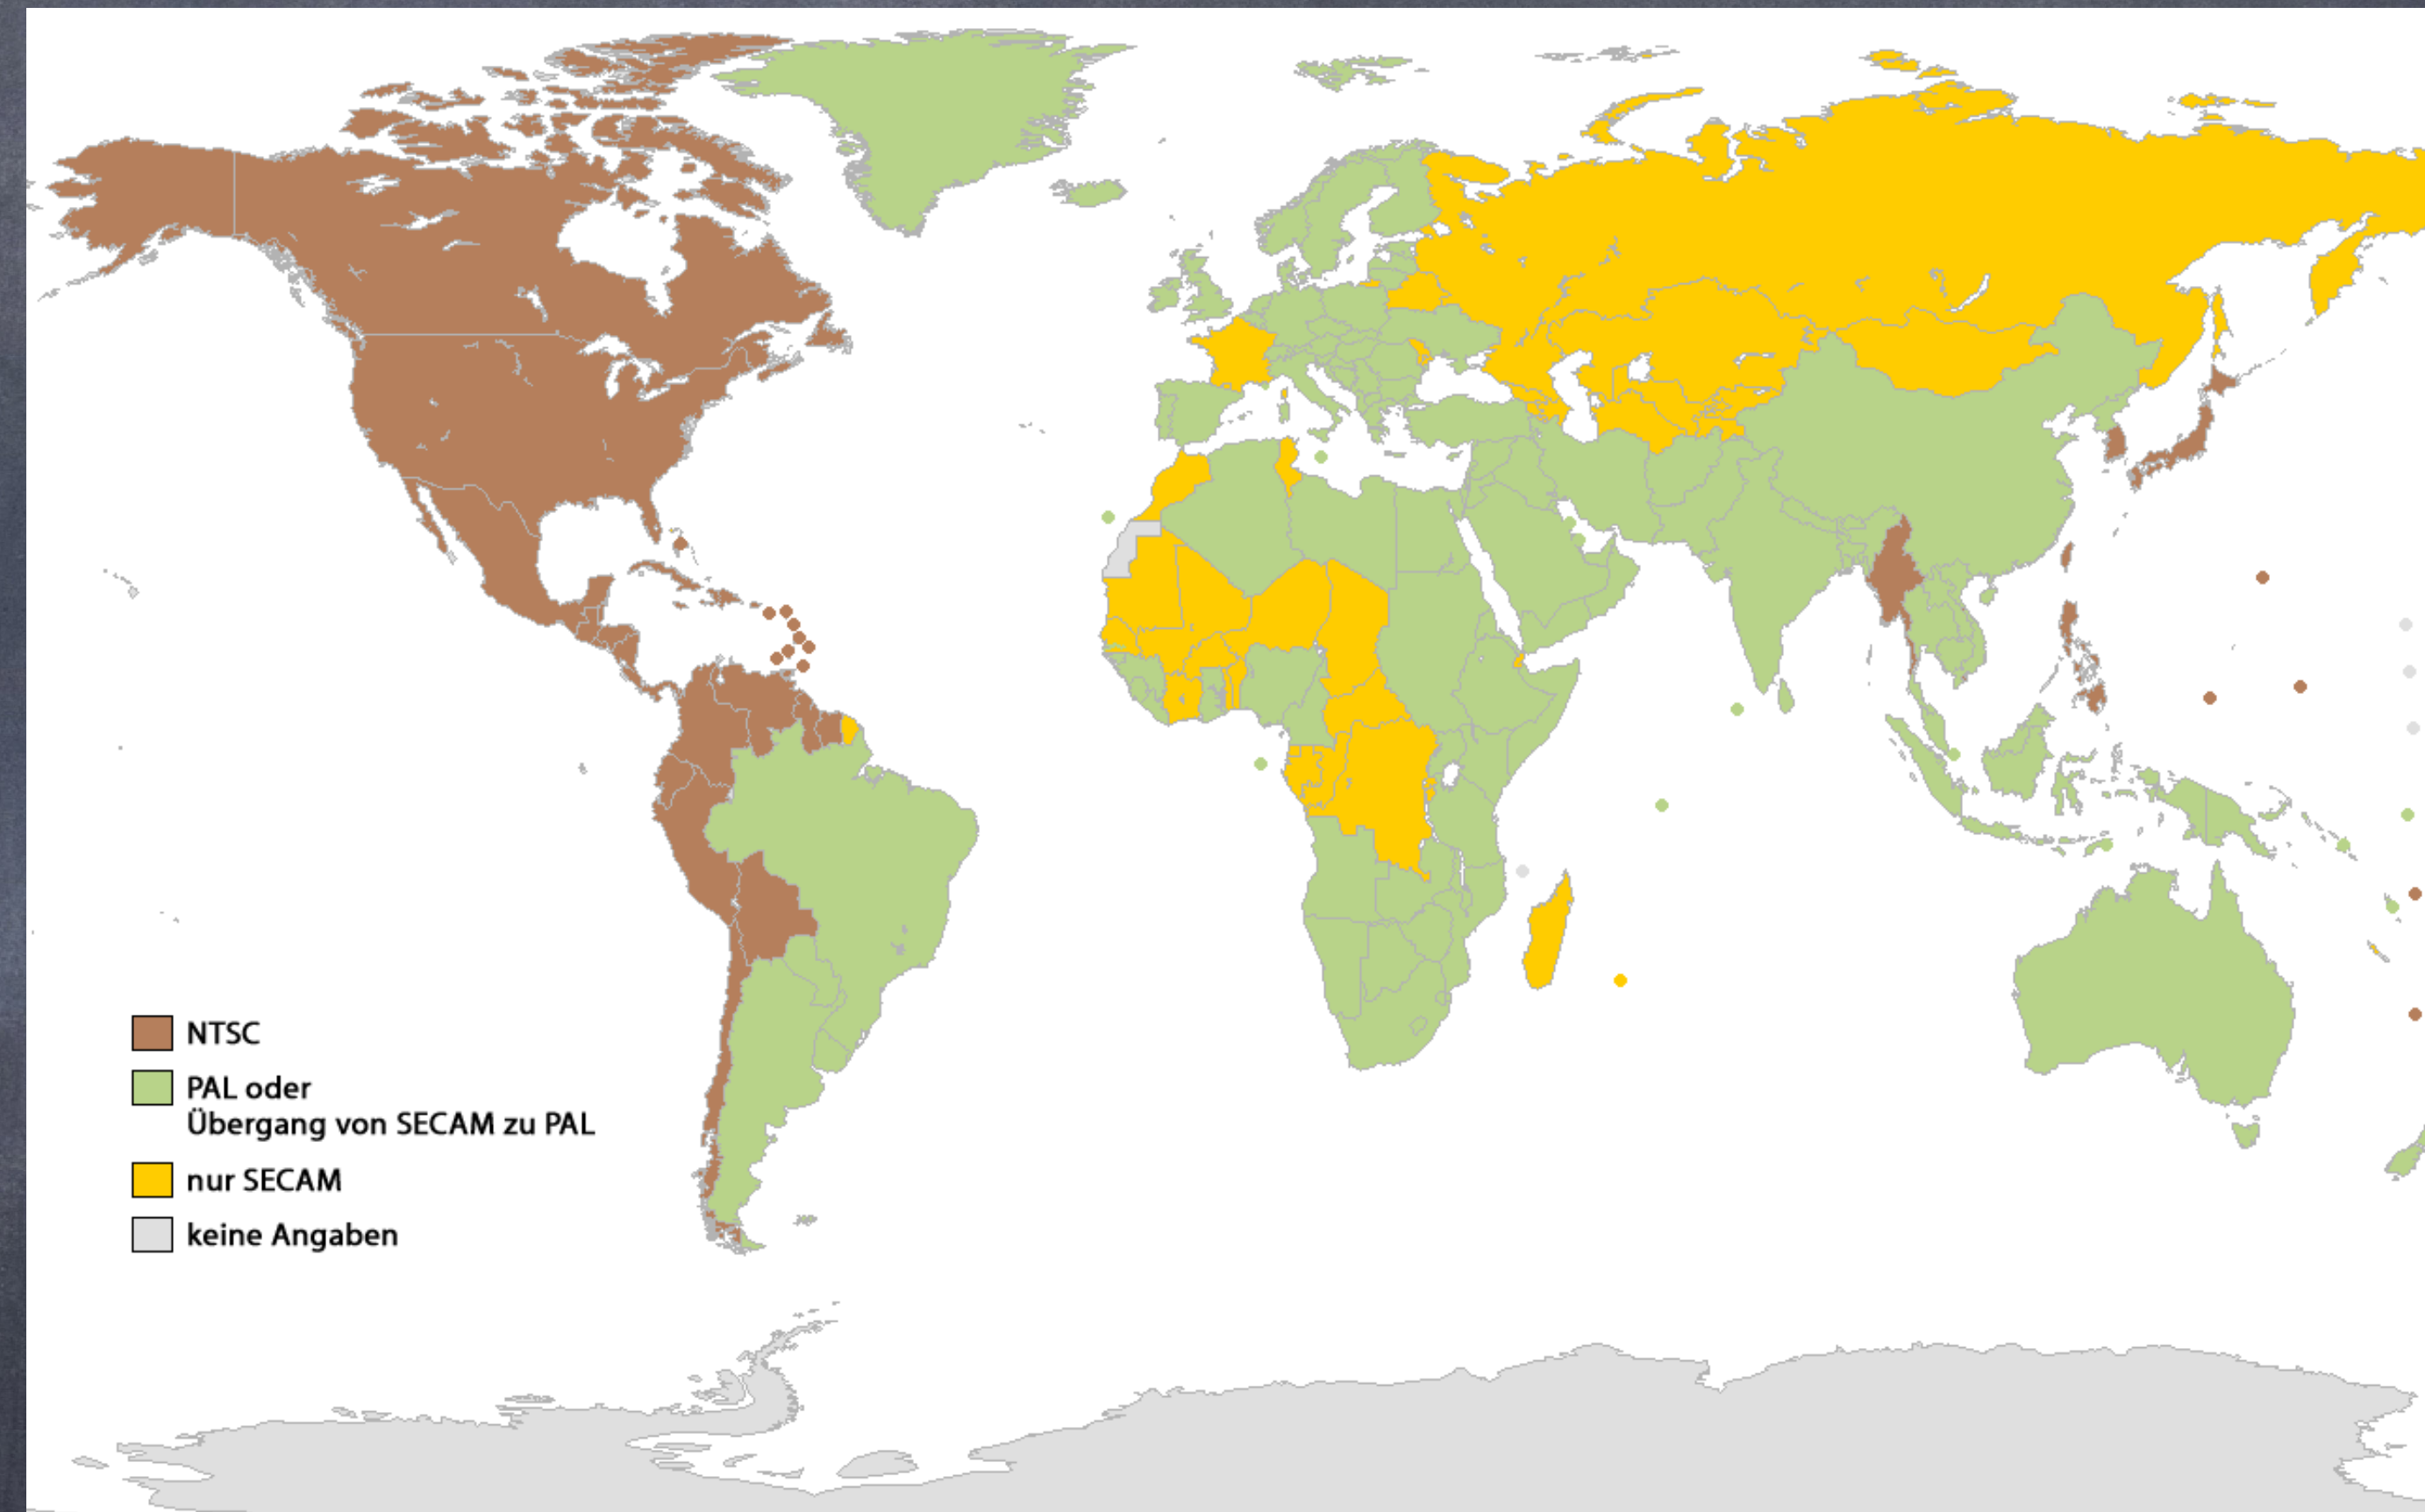 NTSC
PAL oder
Übergang von SECAM zu PAL
nur SECAM
keine Angaben